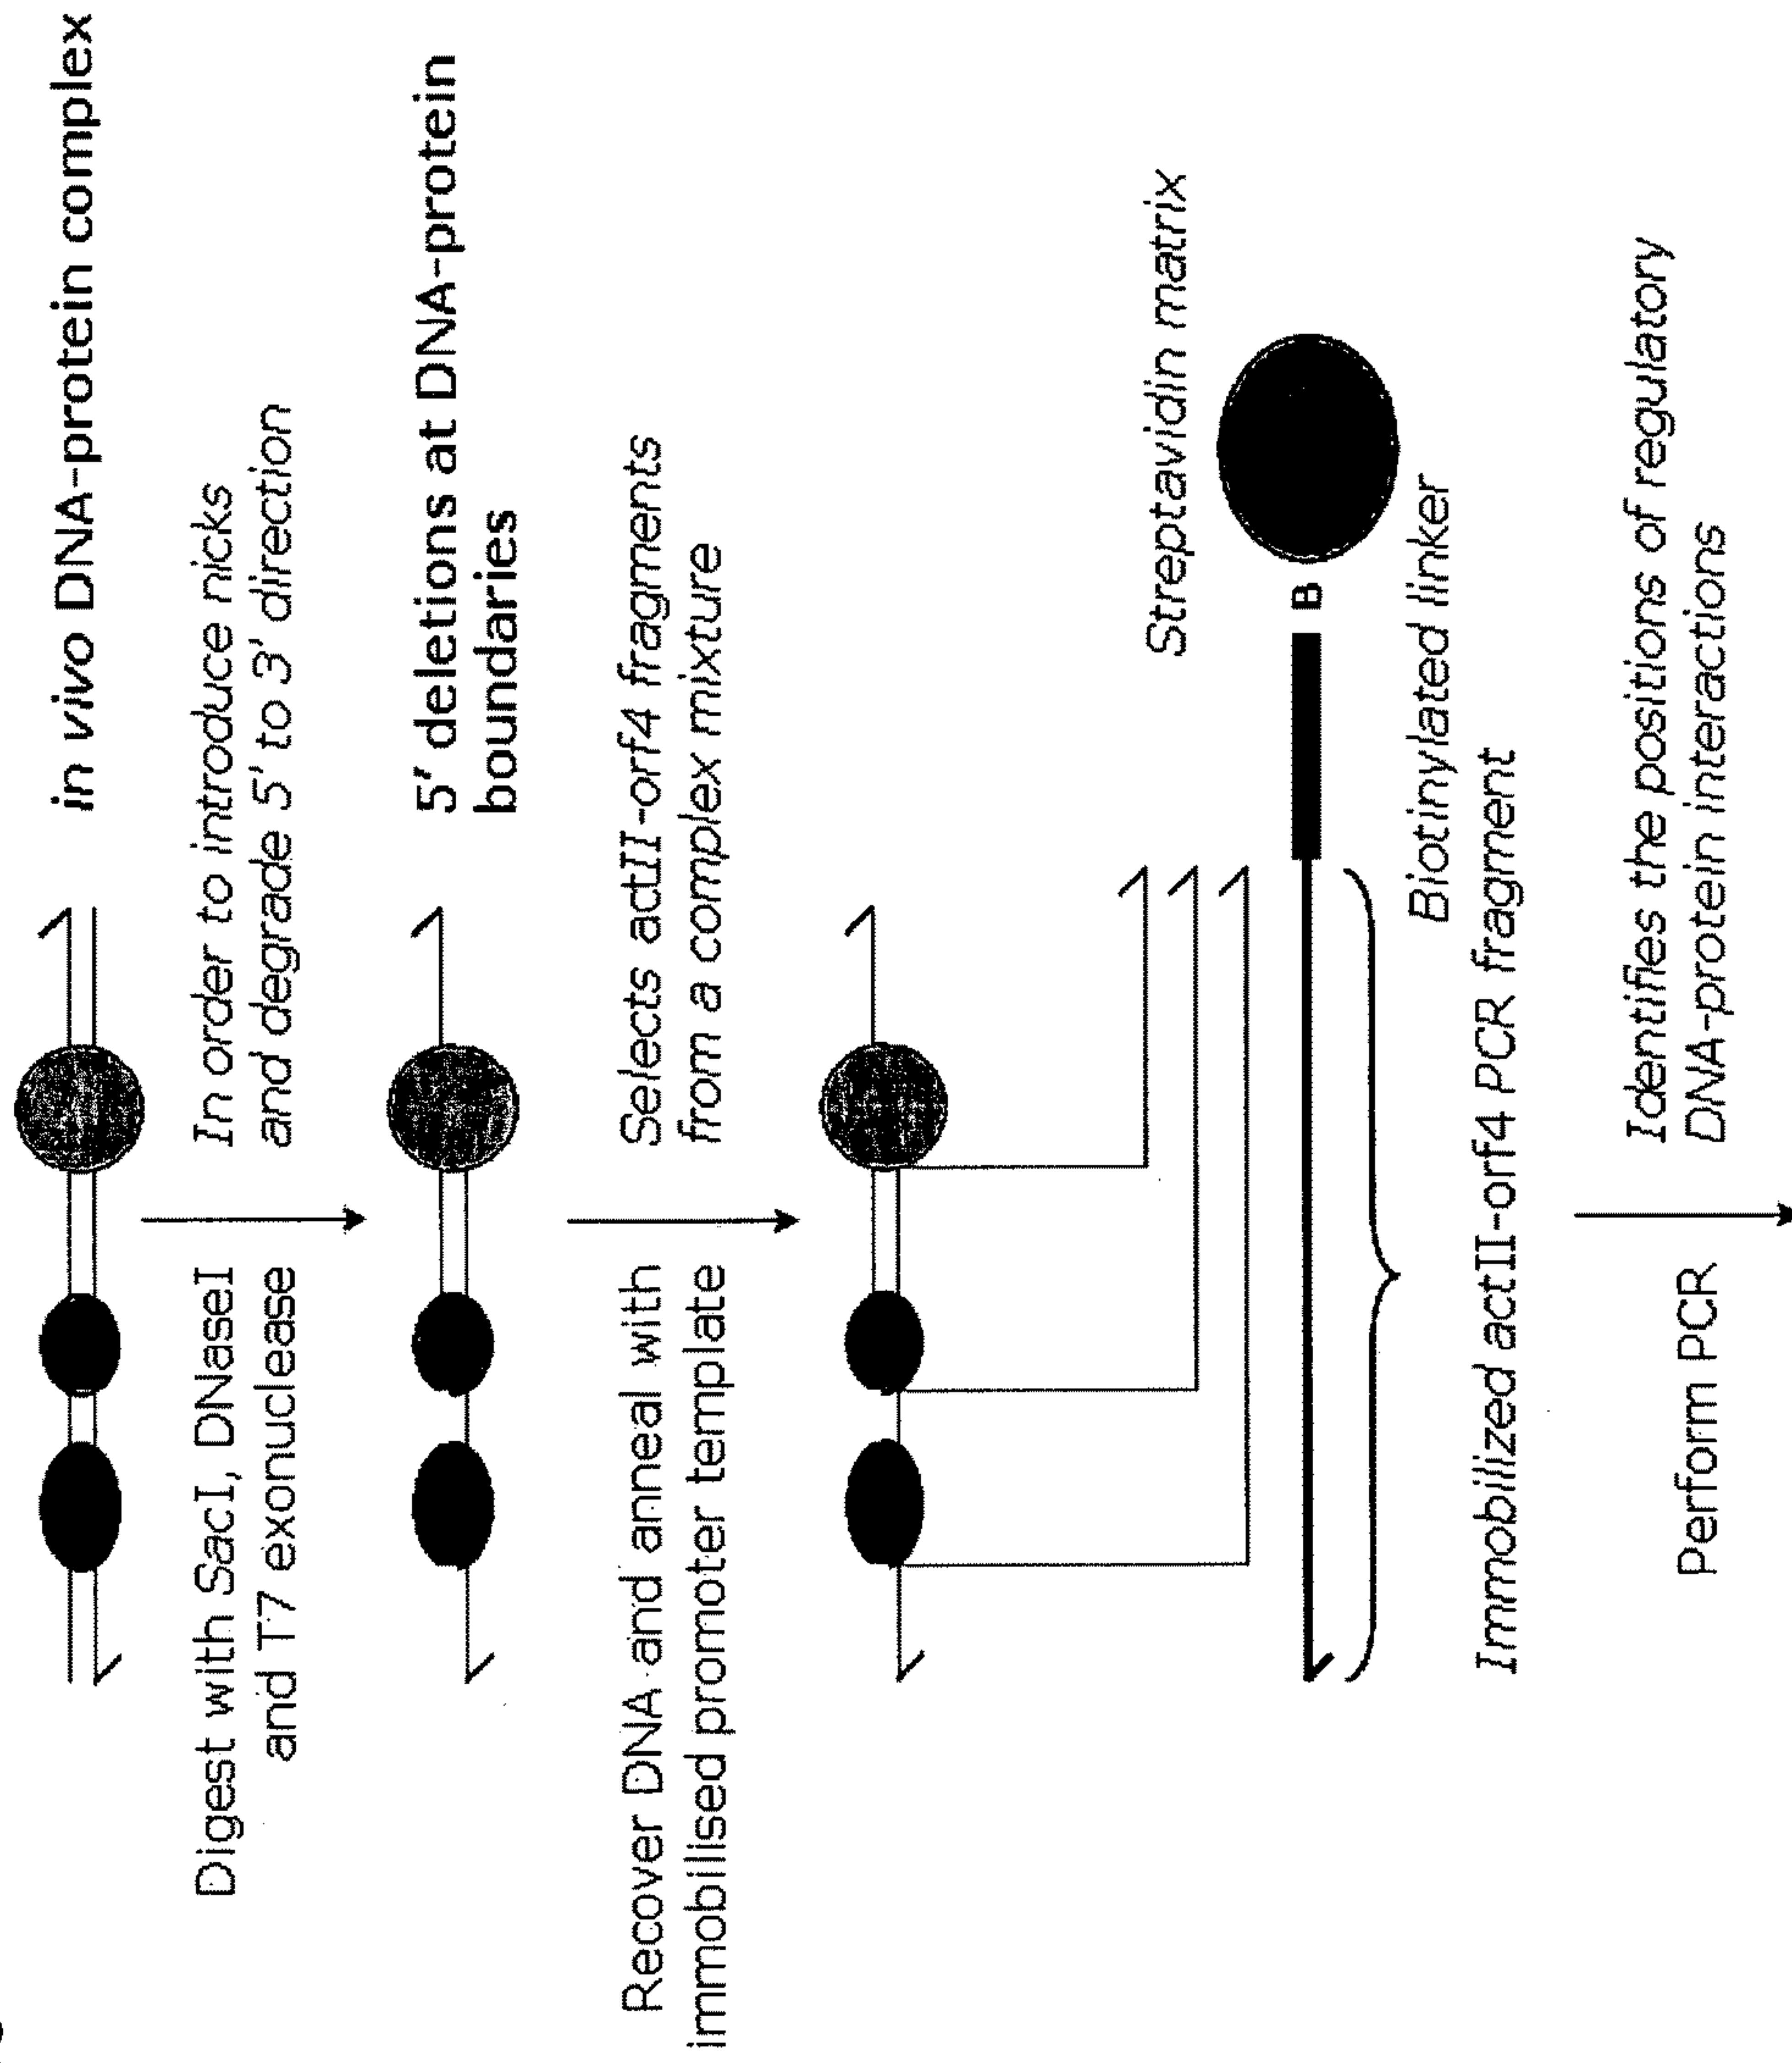 in vivo DNA-protein complex
Digest with SacI, DNaseI
and T7 exonuclease
In order to introduce nicks
and degrade 5' to 3' direction
5' deletions at DNA-protein
boundaries
Recover DNA and anneal with
immobilised promoter template
Selects actII-orf4 fragments
from a complex mixture
Streptavidin matrix
B
Biotinylated linker
Immobilized actII-orf4 PCR fragment
Perform PCR
Identifies the positions of regulatory
DNA-protein interactions